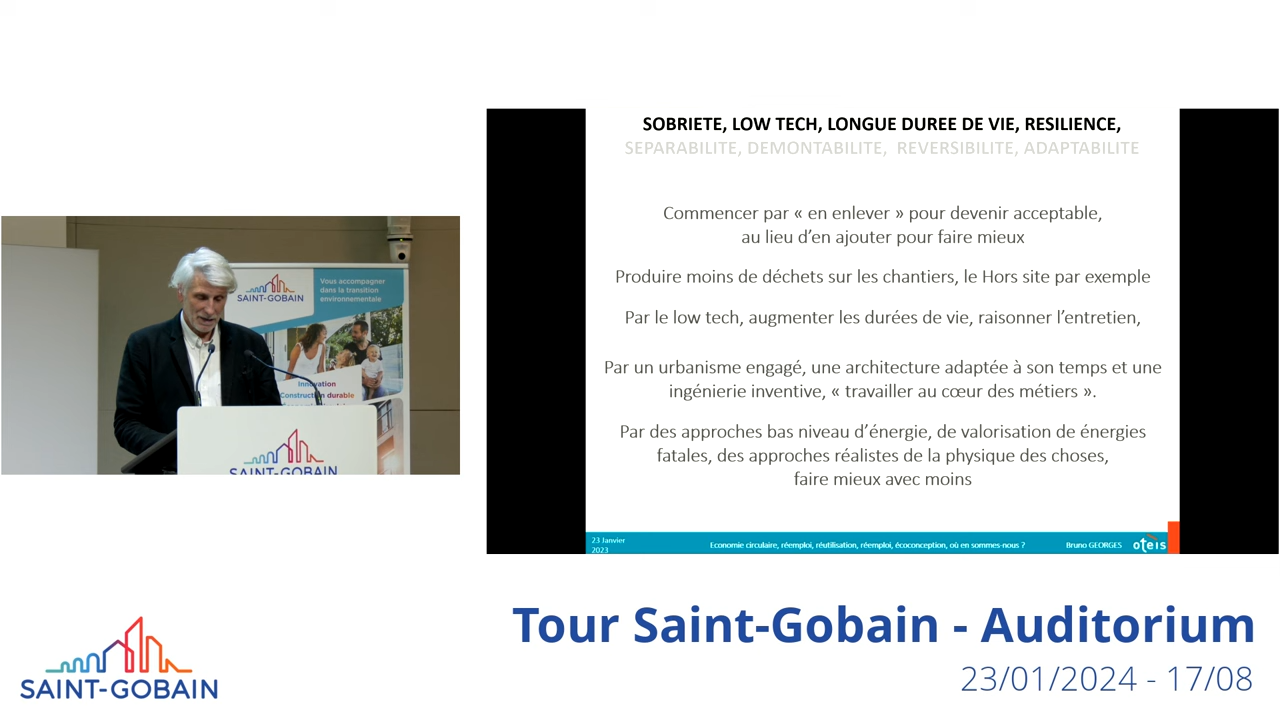 SOBRIETE, LOW TECH, LONGUE DUREE DE VIE, RESILIENCE,
SEPARABILITE, DEMONTABILITE, REVERSIBILITE, ADAPTABILITE
Commencer par « en enlever » pour devenir acceptable,
au lieu d’en ajouter pour faire mieux
Produire moins de déchets sur les chantiers, le Hors site par exemple
Par le low tech, augmenter les durées de vie, raisonner l’entretien,
Par un urbanisme engagé, une architecture adaptée à son temps et une
ingénierie inventive, « travailler au cœur des métiers ».
Par des approches bas niveau d’énergie, de valorisation de énergies
fatales, des approches réalistes de la physique des choses,
faire mieux avec moins
23 Janvier
2023
Economie circulaire, réemploi, réutilisation, réemploi, écoconception, où en sommes-nous ?
Bruno GEORGES
oteis
SAINT-GOBAIN
Vous accompagner
dans la transition
environnementale
Innovation
Construction durable
SAINT-GOBAIN
Tour Saint-Gobain - Auditorium
23/01/2024 - 17/08
SAINT-GOBAIN